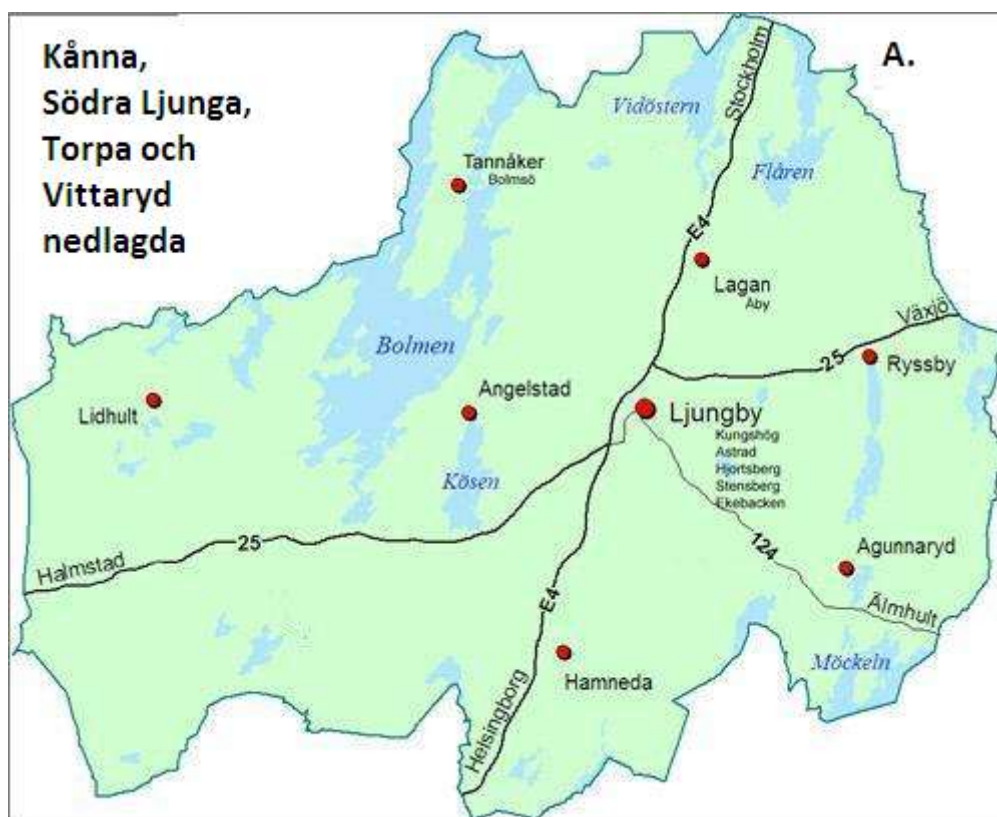 Kånna,
Södra Ljunga,
Torpa och
Vittaryd
nedlagda
A.
Stockholm
Vidöstern
Flåren
Tannåker
Bolmsö
E4
Lagan
Åby
Växjö
25
Ryssby
Bolmen
Angelstad
Lidhult
Ljungby
Kungshög
Astrad
Hjortsberg
Stensberg
Ekebacken
Kösen
25
Halmstad
124
Agunnaryd
E4
Älmhult
Möckeln
Hamneda
Helsingborg